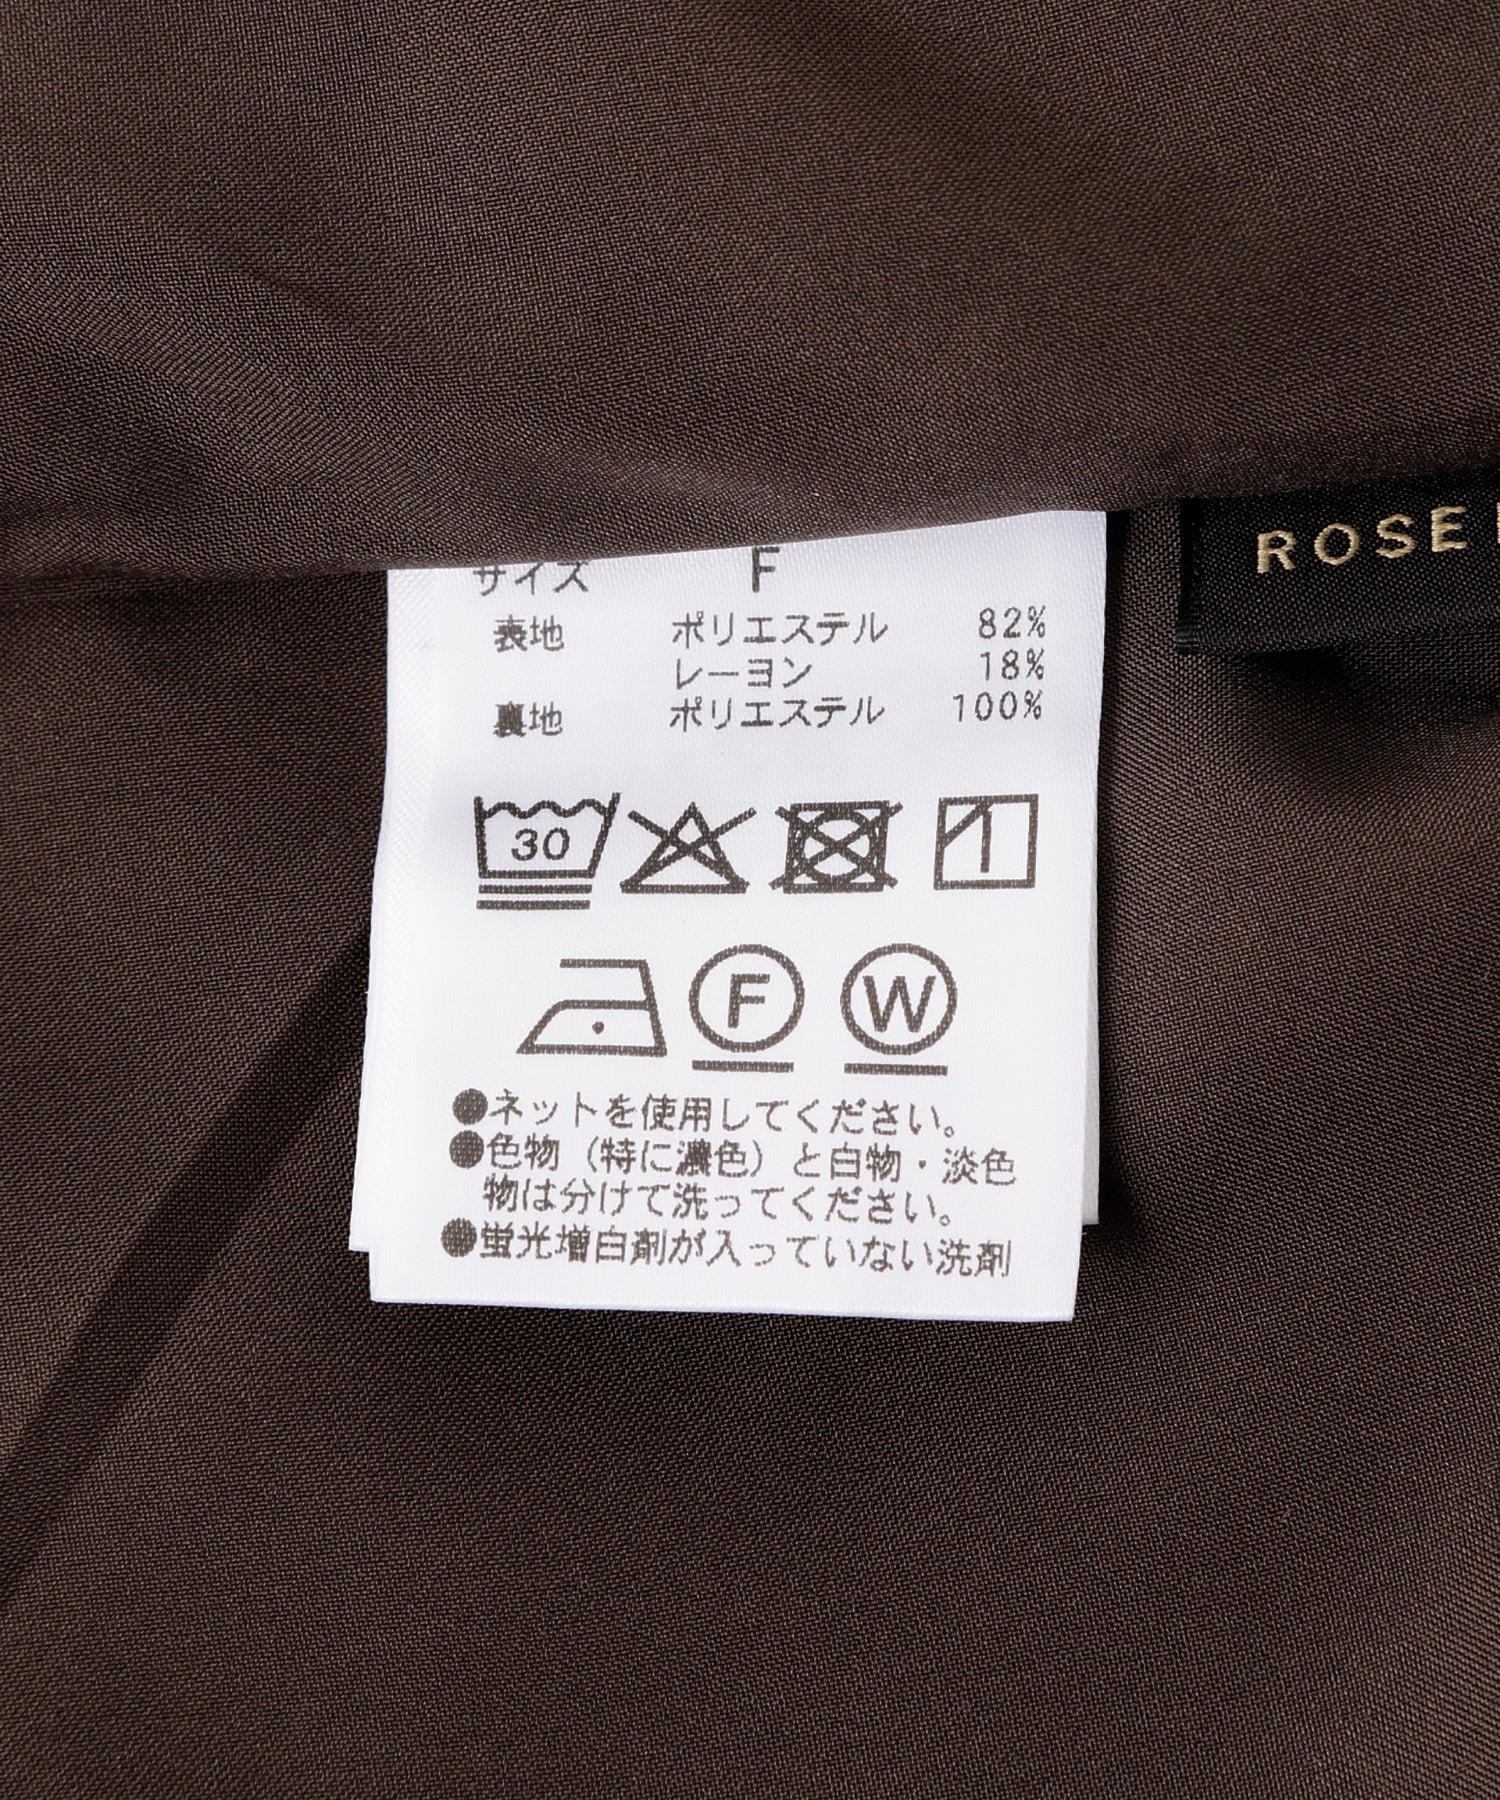 サイズ F
表地 ポリエステル 82%
レーヨン 18%
裏地 ポリエステル 100%
ROSE
30
F W
●ネットを使用してください。
●色物（特に濃色）と白物・淡色
物は分けて洗ってください。
●蛍光増白剤が入っていない洗剤